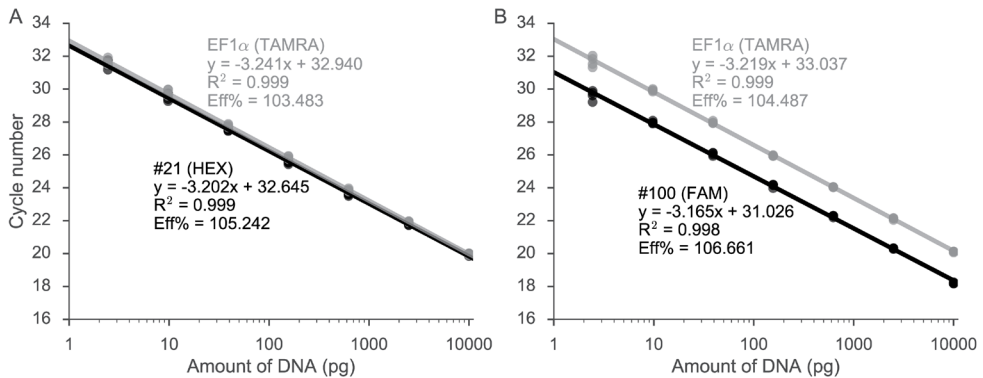 A
34
32
30
28
26
24
22
20
18
16
Cycle number
EF1α (TAMRA)
y = -3.241x + 32.940
R² = 0.999
Eff% = 103.483
#21 (HEX)
y = -3.202x + 32.645
R² = 0.999
Eff% = 105.242
1
10
100
1000
10000
Amount of DNA (pg)
B
34
32
30
28
26
24
22
20
18
16
EF1α (TAMRA)
y = -3.219x + 33.037
R² = 0.999
Eff% = 104.487
#100 (FAM)
y = -3.165x + 31.026
R² = 0.998
Eff% = 106.661
1
10
100
1000
10000
Amount of DNA (pg)